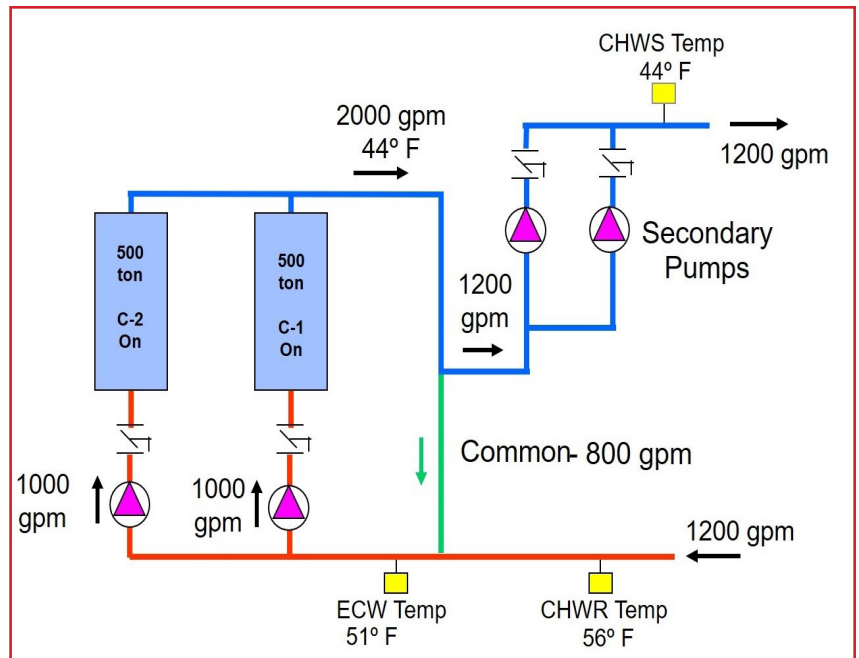 CHWS Temp
44º F
2000 gpm
44º F
1200 gpm
500
ton
C-2
On
500
ton
C-1
On
Secondary
Pumps
1200
gpm
Common- 800 gpm
1000
gpm
1000
gpm
1200 gpm
ECW Temp
51º F
CHWR Temp
56º F